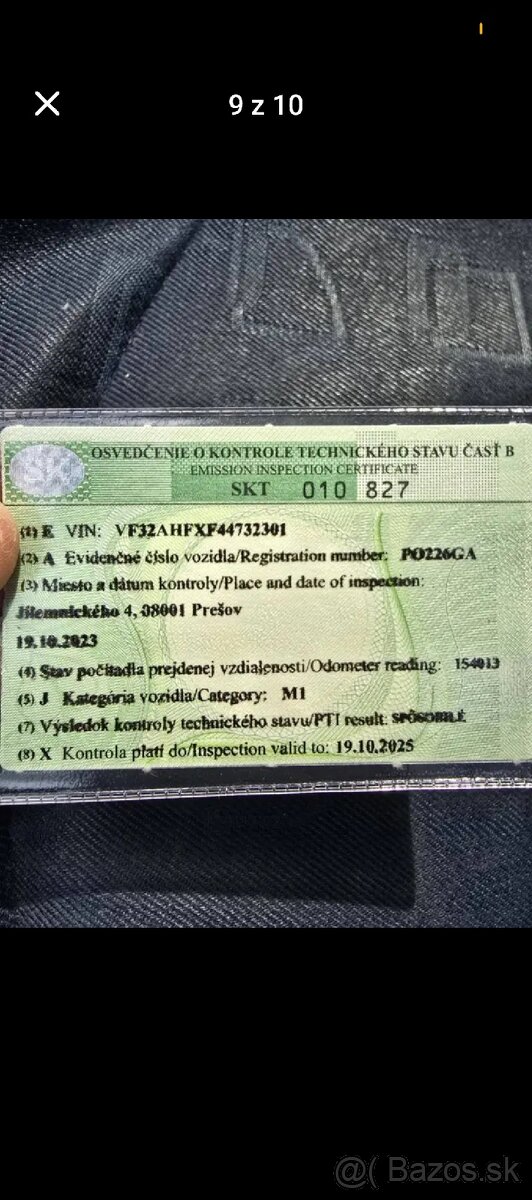 9 z 10
OSVEDČENIE O KONTROLE TECHNICKÉHO STAVU ČASŤ B
EMISSION INSPECTION CERTIFICATE
SK
SKT 010 827
(1) E VIN: VF32AHFXF44732301
(2) A Evidenčné číslo vozidla/Registration number: PO226GA
(3) Miesto a dátum kontroly/Place and date of inspection:
Jilemnického 4, 08001 Prešov
19.10.2023
(4) Stav počítadla prejdenej vzdialenosti/Odometer reading: 154013
(5) J Kategória vozidla/Category: M1
(7) Výsledok kontroly technického stavu/PTI result: SPÔSOBILÉ
(8) X Kontrola platí do/Inspection valid to: 19.10.2025
@( Bazos.sk